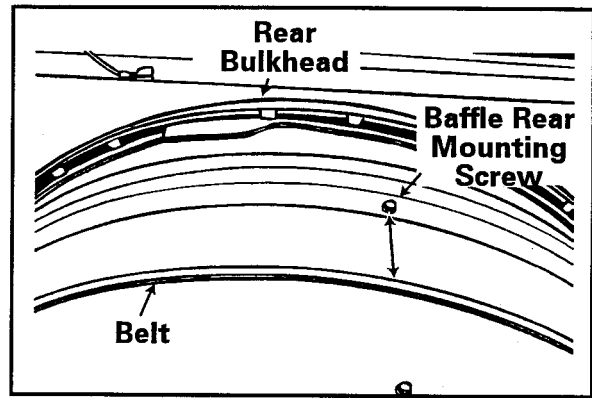 Rear
Bulkhead
Baffle Rear
Mounting
Screw
Belt